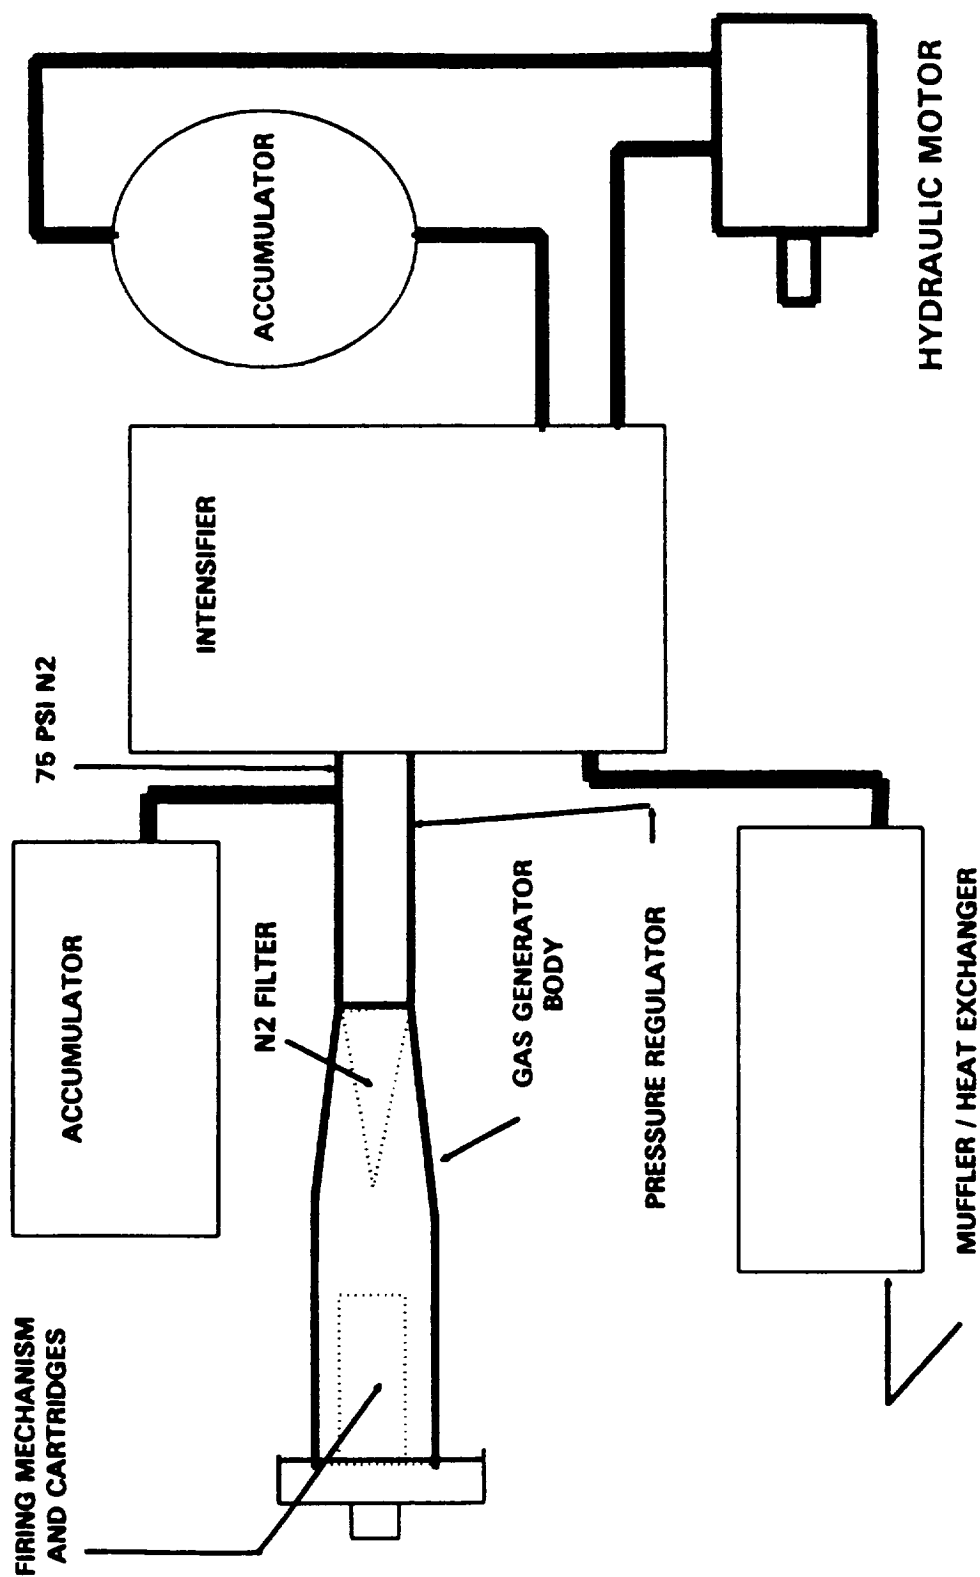 FIRING MECHANISM
AND CARTRIDGES
ACCUMULATOR
75 PSI N2
N2 FILTER
GAS GENERATOR
BODY
PRESSURE REGULATOR
MUFFLER / HEAT EXCHANGER
INTENSIFIER
ACCUMULATOR
HYDRAULIC MOTOR